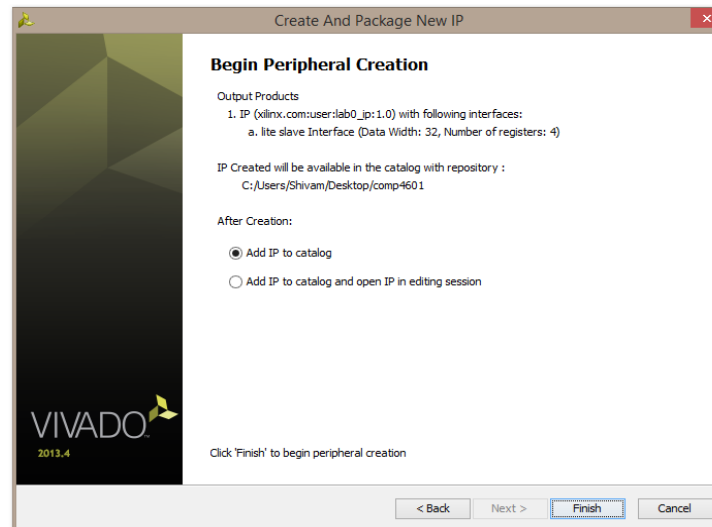 Create And Package New IP
Begin Peripheral Creation
Output Products
1. IP (xilinx.com:user:lab0_ip:1.0) with following interfaces:
a. lite slave Interface (Data Width: 32, Number of registers: 4)
IP Created will be available in the catalog with repository :
C:/Users/Shivam/Desktop/comp4601
After Creation:
Add IP to catalog
Add IP to catalog and open IP in editing session
VIVADO
2013.4
Click 'Finish' to begin peripheral creation
< Back Next > Finish Cancel